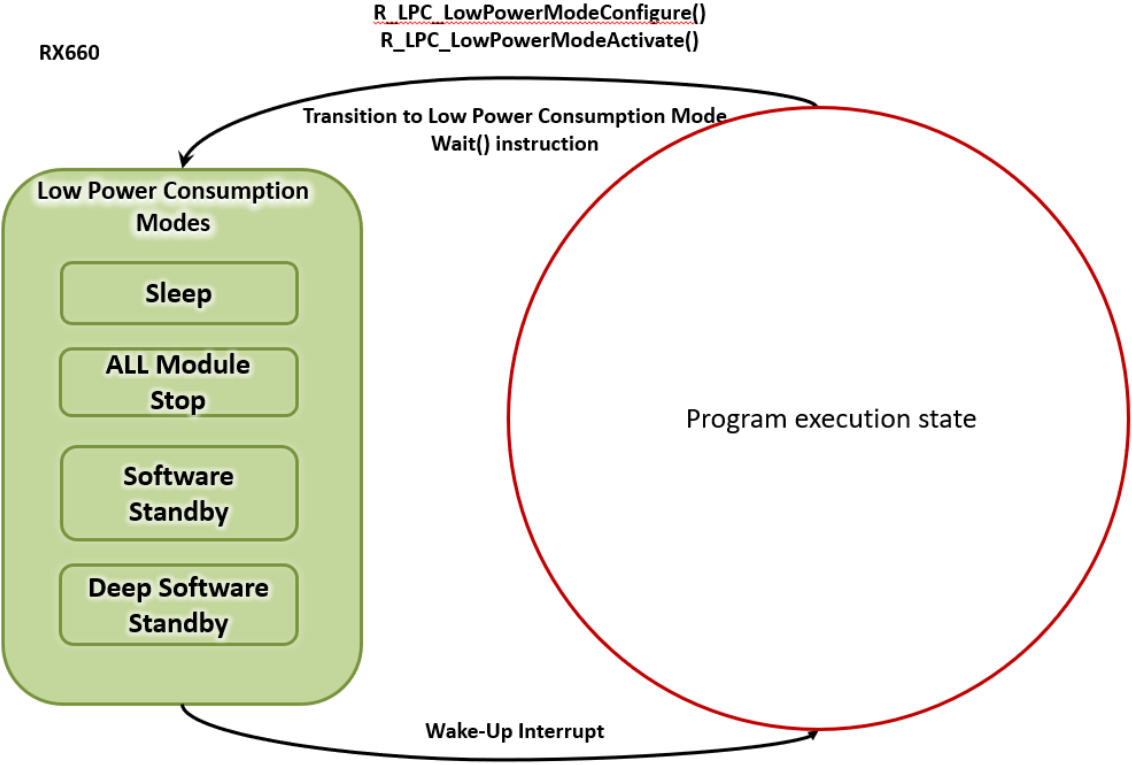 R_LPC_LowPowerModeConfigure()
R_LPC_LowPowerModeActivate()
RX660
Transition to Low Power Consumption Mode
Wait() instruction
Low Power Consumption
Modes
Sleep
ALL Module
Stop
Software
Standby
Deep Software
Standby
Program execution state
Wake-Up Interrupt